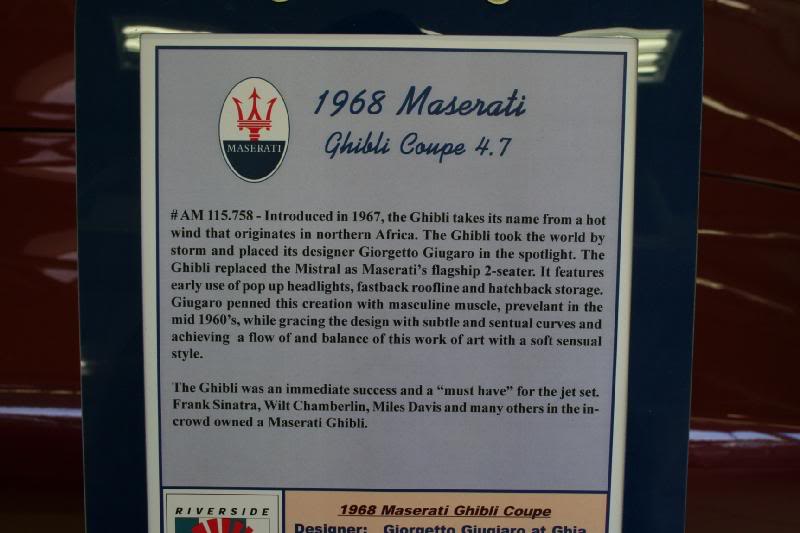 1968 Maserati
Ghibli Coupe 4.7
MASERATI
# AM 115.758 - Introduced in 1967, the Ghibli takes its name from a hot
wind that originates in northern Africa. The Ghibli took the world by
storm and placed its designer Giorgetto Giugaro in the spotlight. The
Ghibli replaced the Mistral as Maserati's flagship 2-seater. It features
early use of pop up headlights, fastback roofline and hatchback storage.
Giugaro penned this creation with masculine muscle, prevelant in the
mid 1960's, while gracing the design with subtle and sentual curves and
achieving a flow of and balance of this work of art with a soft sensual
style.
The Ghibli was an immediate success and a “must have” for the jet set.
Frank Sinatra, Wilt Chamberlin, Miles Davis and many others in the in-
crowd owned a Maserati Ghibli.
RIVERSIDE
1968 Maserati Ghibli Coupe
Designer: Giorgetto Giugiaro at Ghia